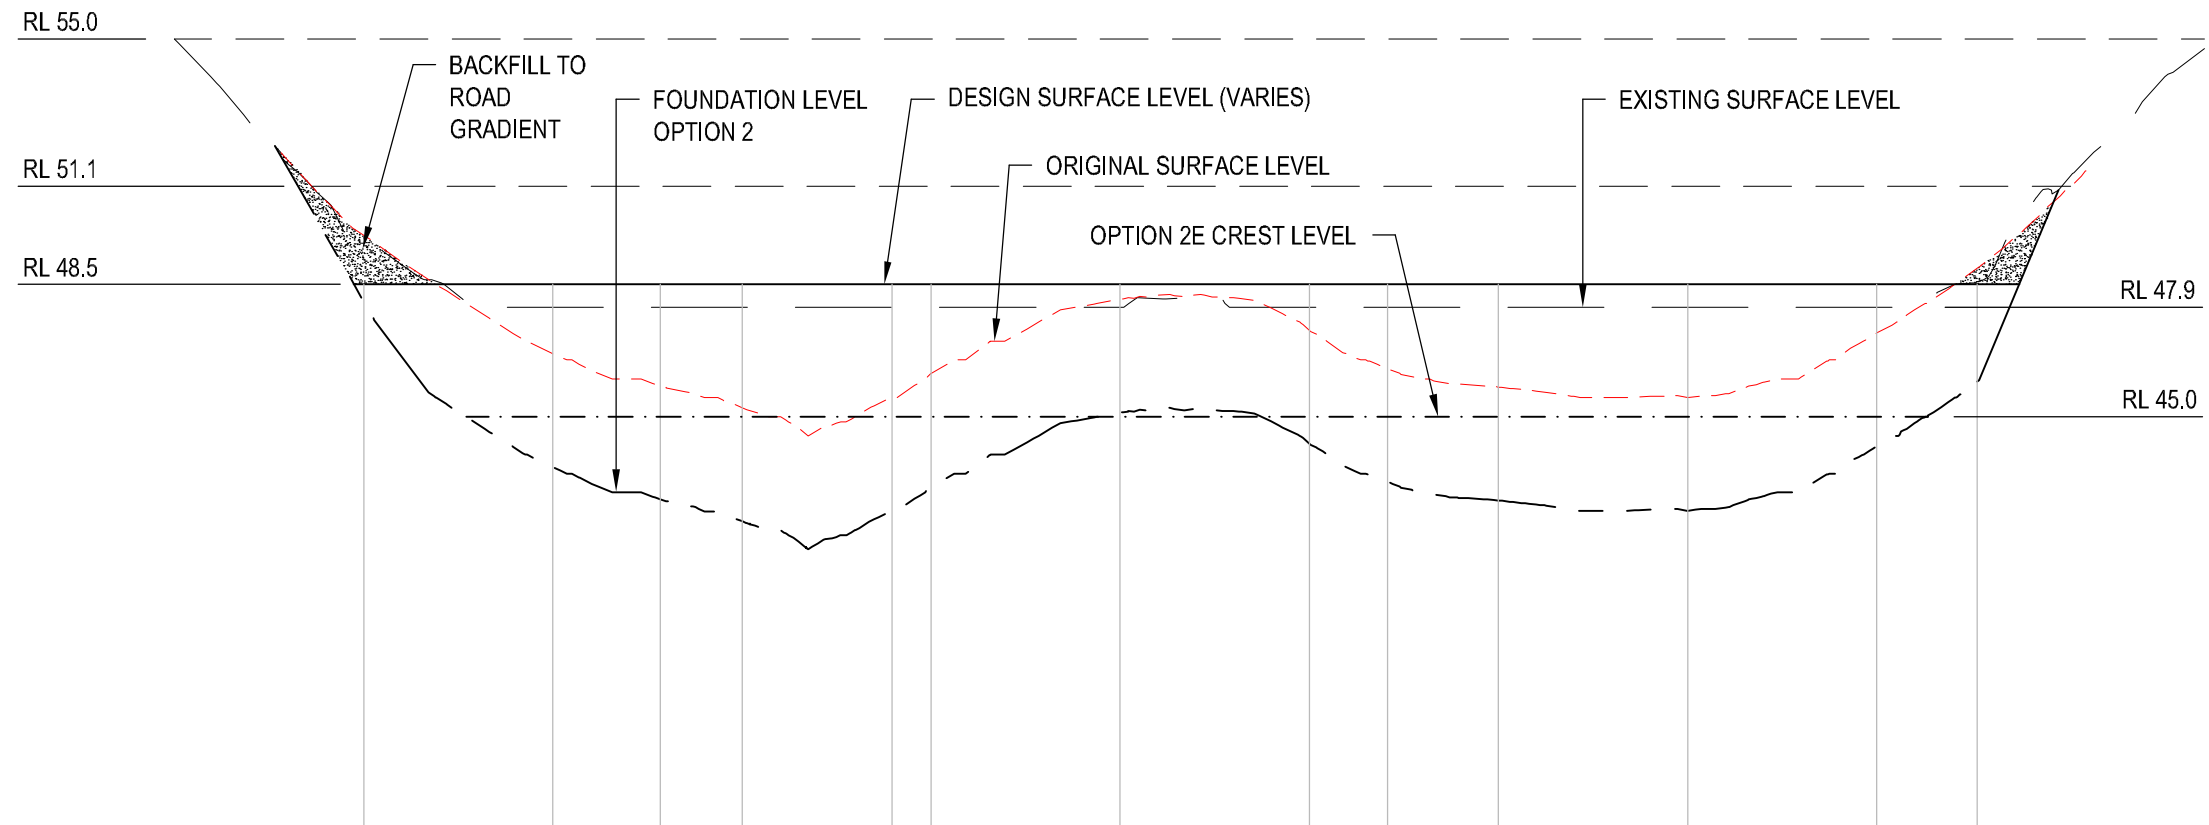 RL 55.0
BACKFILL TO
ROAD
GRADIENT
FOUNDATION LEVEL
OPTION 2
DESIGN SURFACE LEVEL (VARIES)
EXISTING SURFACE LEVEL
ORIGINAL SURFACE LEVEL
RL 51.1
OPTION 2E CREST LEVEL
RL 48.5
RL 47.9
RL 45.0